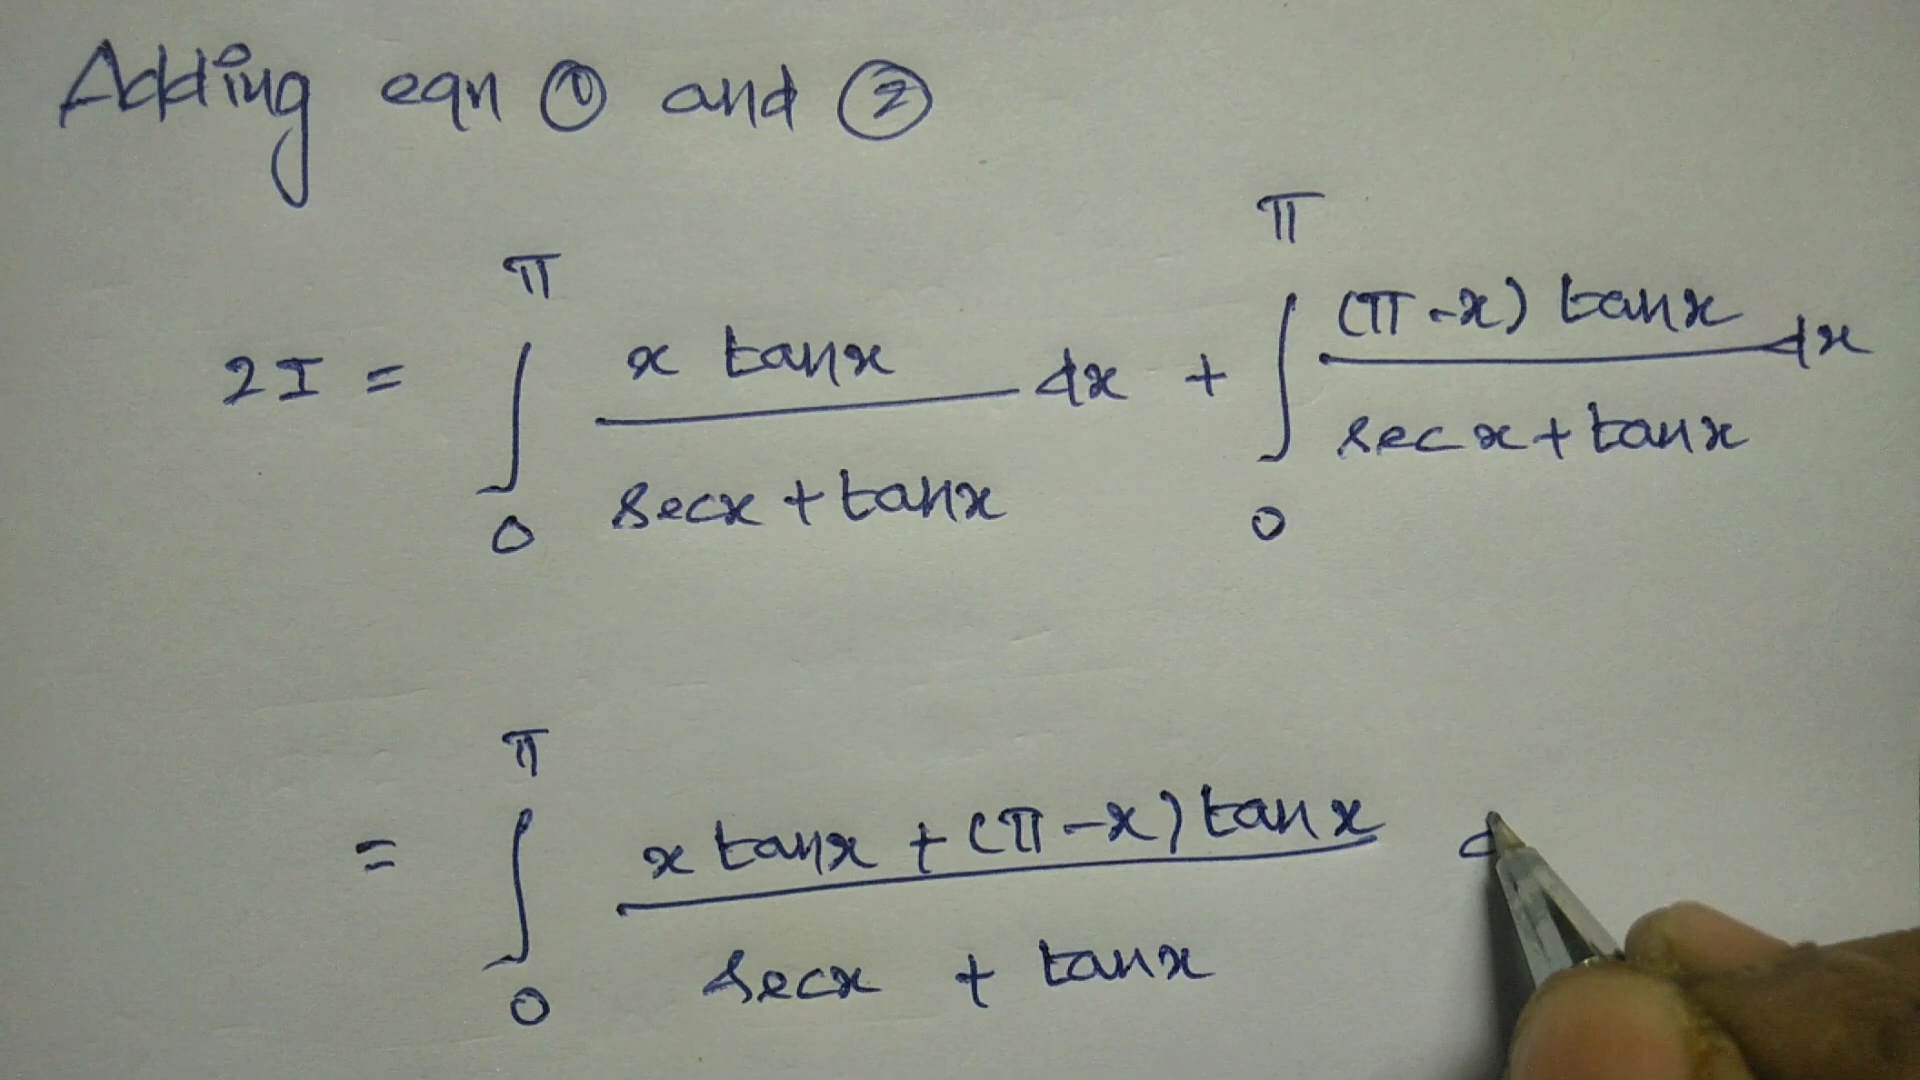 Adding eqn ① and ②
2I = ∫₀^π x tanx / secx + tanx dx + ∫₀^π (π-x) tanx / secx + tanx dx
= ∫₀^π x tanx + (π-x) tanx / secx + tanx d